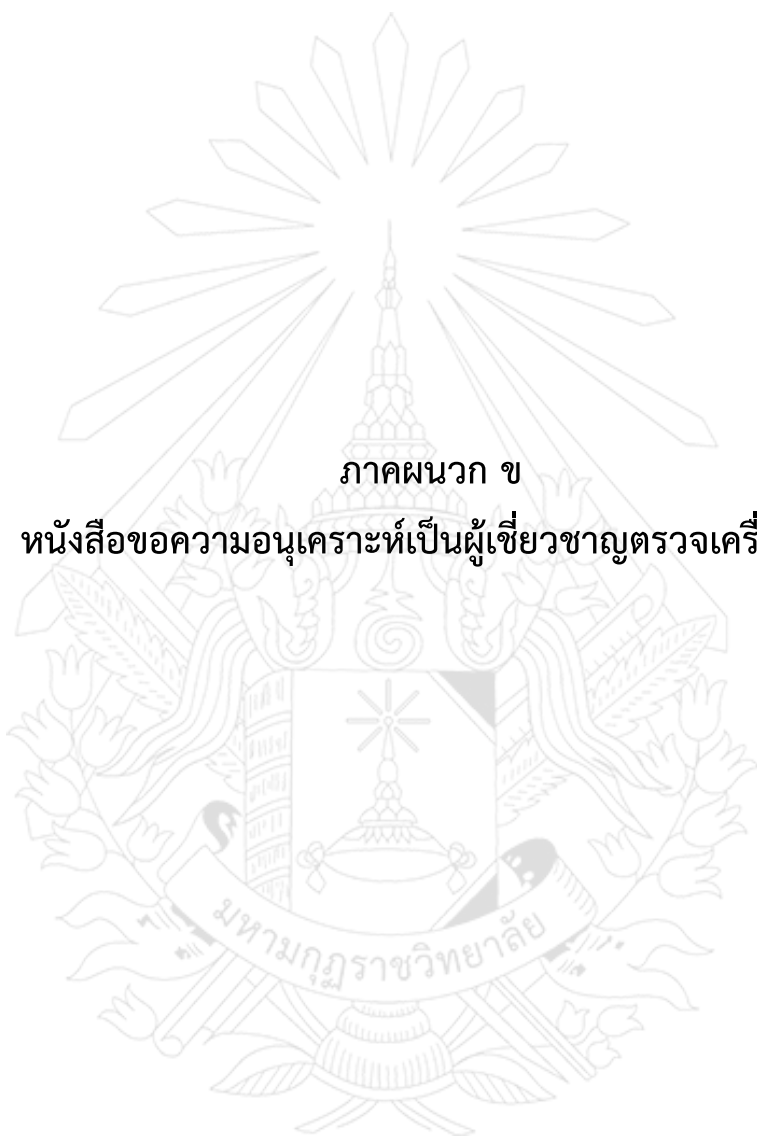 ภาคผนวก ข
หนังสือขอความอนุเคราะห์เป็นผู้เชี่ยวชาญตรวจเครื่
มหามกุฏราชวิทยาลัย